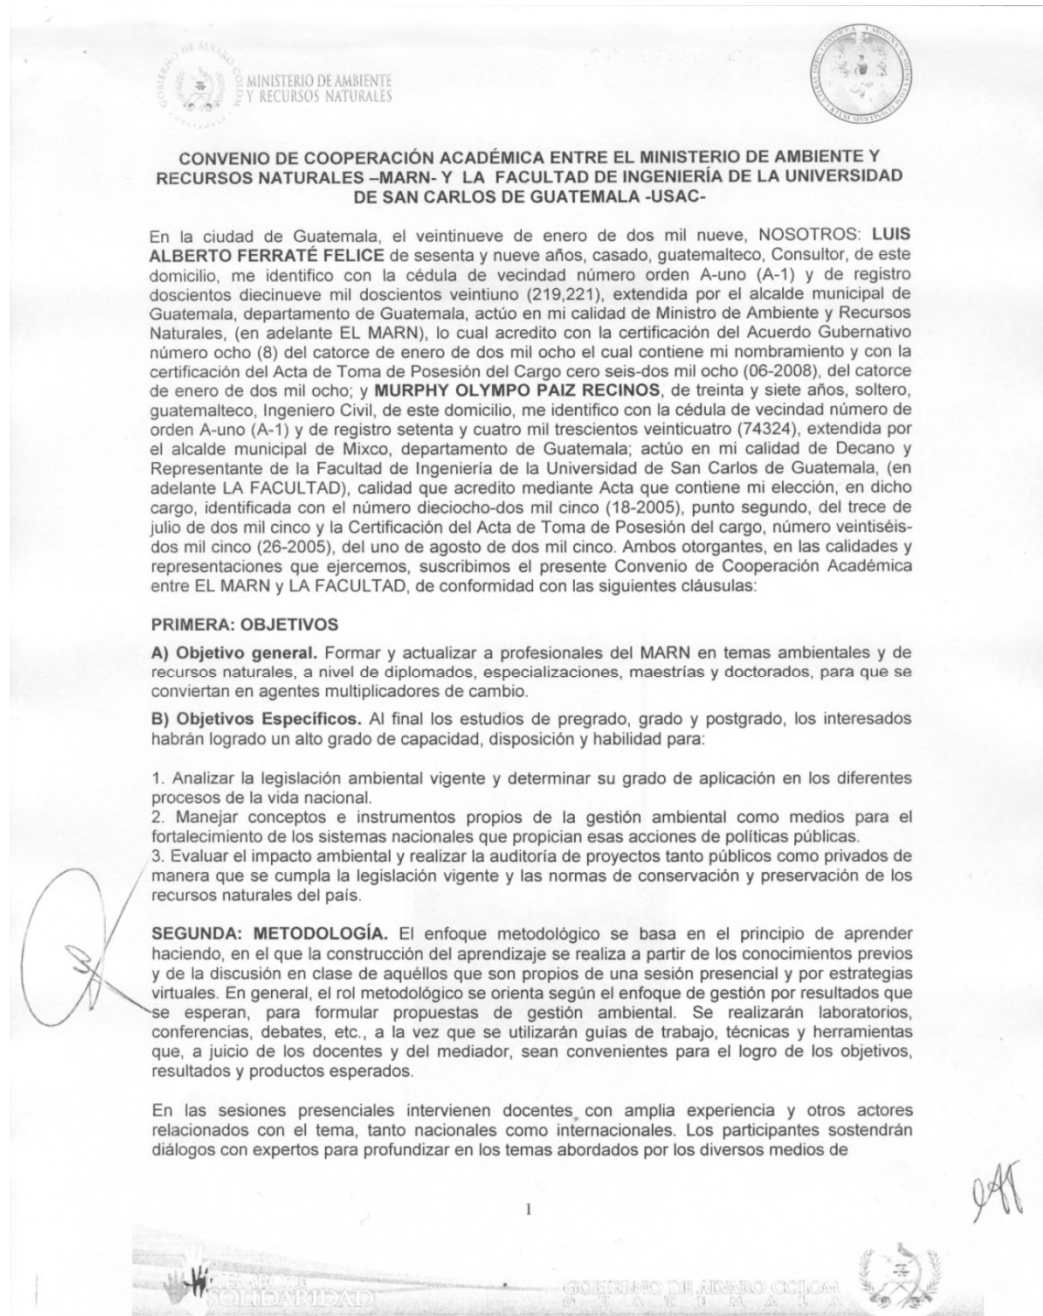 GOBIERNO DE ALVARO COLOM
MINISTERIO DE AMBIENTE
Y RECURSOS NATURALES
CONVENIO DE COOPERACIÓN ACADÉMICA ENTRE EL MINISTERIO DE AMBIENTE Y
RECURSOS NATURALES –MARN- Y LA FACULTAD DE INGENIERÍA DE LA UNIVERSIDAD
DE SAN CARLOS DE GUATEMALA -USAC-
En la ciudad de Guatemala, el veintinueve de enero de dos mil nueve, NOSOTROS: LUIS
ALBERTO FERRATÉ FELICE de sesenta y nueve años, casado, guatemalteco, Consultor, de este
domicilio, me identifico con la cédula de vecindad número orden A-uno (A-1) y de registro
doscientos diecinueve mil doscientos veintiuno (219,221), extendida por el alcalde municipal de
Guatemala, departamento de Guatemala, actúo en mi calidad de Ministro de Ambiente y Recursos
Naturales, (en adelante EL MARN), lo cual acredito con la certificación del Acuerdo Gubernativo
número ocho (8) del catorce de enero de dos mil ocho el cual contiene mi nombramiento y con la
certificación del Acta de Toma de Posesión del Cargo cero seis-dos mil ocho (06-2008), del catorce
de enero de dos mil ocho; y MURPHY OLYMPO PAIZ RECINOS, de treinta y siete años, soltero,
guatemalteco, Ingeniero Civil, de este domicilio, me identifico con la cédula de vecindad número de
orden A-uno (A-1) y de registro setenta y cuatro mil trescientos veinticuatro (74324), extendida por
el alcalde municipal de Mixco, departamento de Guatemala; actúo en mi calidad de Decano y
Representante de la Facultad de Ingeniería de la Universidad de San Carlos de Guatemala, (en
adelante LA FACULTAD), calidad que acredito mediante Acta que contiene mi elección, en dicho
cargo, identificada con el número dieciocho-dos mil cinco (18-2005), punto segundo, del trece de
julio de dos mil cinco y la Certificación del Acta de Toma de Posesión del cargo, número veintiséis-
dos mil cinco (26-2005), del uno de agosto de dos mil cinco. Ambos otorgantes, en las calidades y
representaciones que ejercemos, suscribimos el presente Convenio de Cooperación Académica
entre EL MARN y LA FACULTAD, de conformidad con las siguientes cláusulas:
PRIMERA: OBJETIVOS
A) Objetivo general. Formar y actualizar a profesionales del MARN en temas ambientales y de
recursos naturales, a nivel de diplomados, especializaciones, maestrías y doctorados, para que se
conviertan en agentes multiplicadores de cambio.
B) Objetivos Específicos. Al final los estudios de pregrado, grado y postgrado, los interesados
habrán logrado un alto grado de capacidad, disposición y habilidad para:
1. Analizar la legislación ambiental vigente y determinar su grado de aplicación en los diferentes
procesos de la vida nacional.
2. Manejar conceptos e instrumentos propios de la gestión ambiental como medios para el
fortalecimiento de los sistemas nacionales que propician esas acciones de políticas públicas.
3. Evaluar el impacto ambiental y realizar la auditoría de proyectos tanto públicos como privados de
manera que se cumpla la legislación vigente y las normas de conservación y preservación de los
recursos naturales del país.
SEGUNDA: METODOLOGÍA. El enfoque metodológico se basa en el principio de aprender
haciendo, en el que la construcción del aprendizaje se realiza a partir de los conocimientos previos
y de la discusión en clase de aquéllos que son propios de una sesión presencial y por estrategias
virtuales. En general, el rol metodológico se orienta según el enfoque de gestión por resultados que
se esperan, para formular propuestas de gestión ambiental. Se realizarán laboratorios,
conferencias, debates, etc., a la vez que se utilizarán guías de trabajo, técnicas y herramientas
que, a juicio de los docentes y del mediador, sean convenientes para el logro de los objetivos,
resultados y productos esperados.
En las sesiones presenciales intervienen docentes con amplia experiencia y otros actores
relacionados con el tema, tanto nacionales como internacionales. Los participantes sostendrán
diálogos con expertos para profundizar en los temas abordados por los diversos medios de
1
SOLIDARIDAD
GOBIERNO DE ALVARO COLOM
GUATEMALA